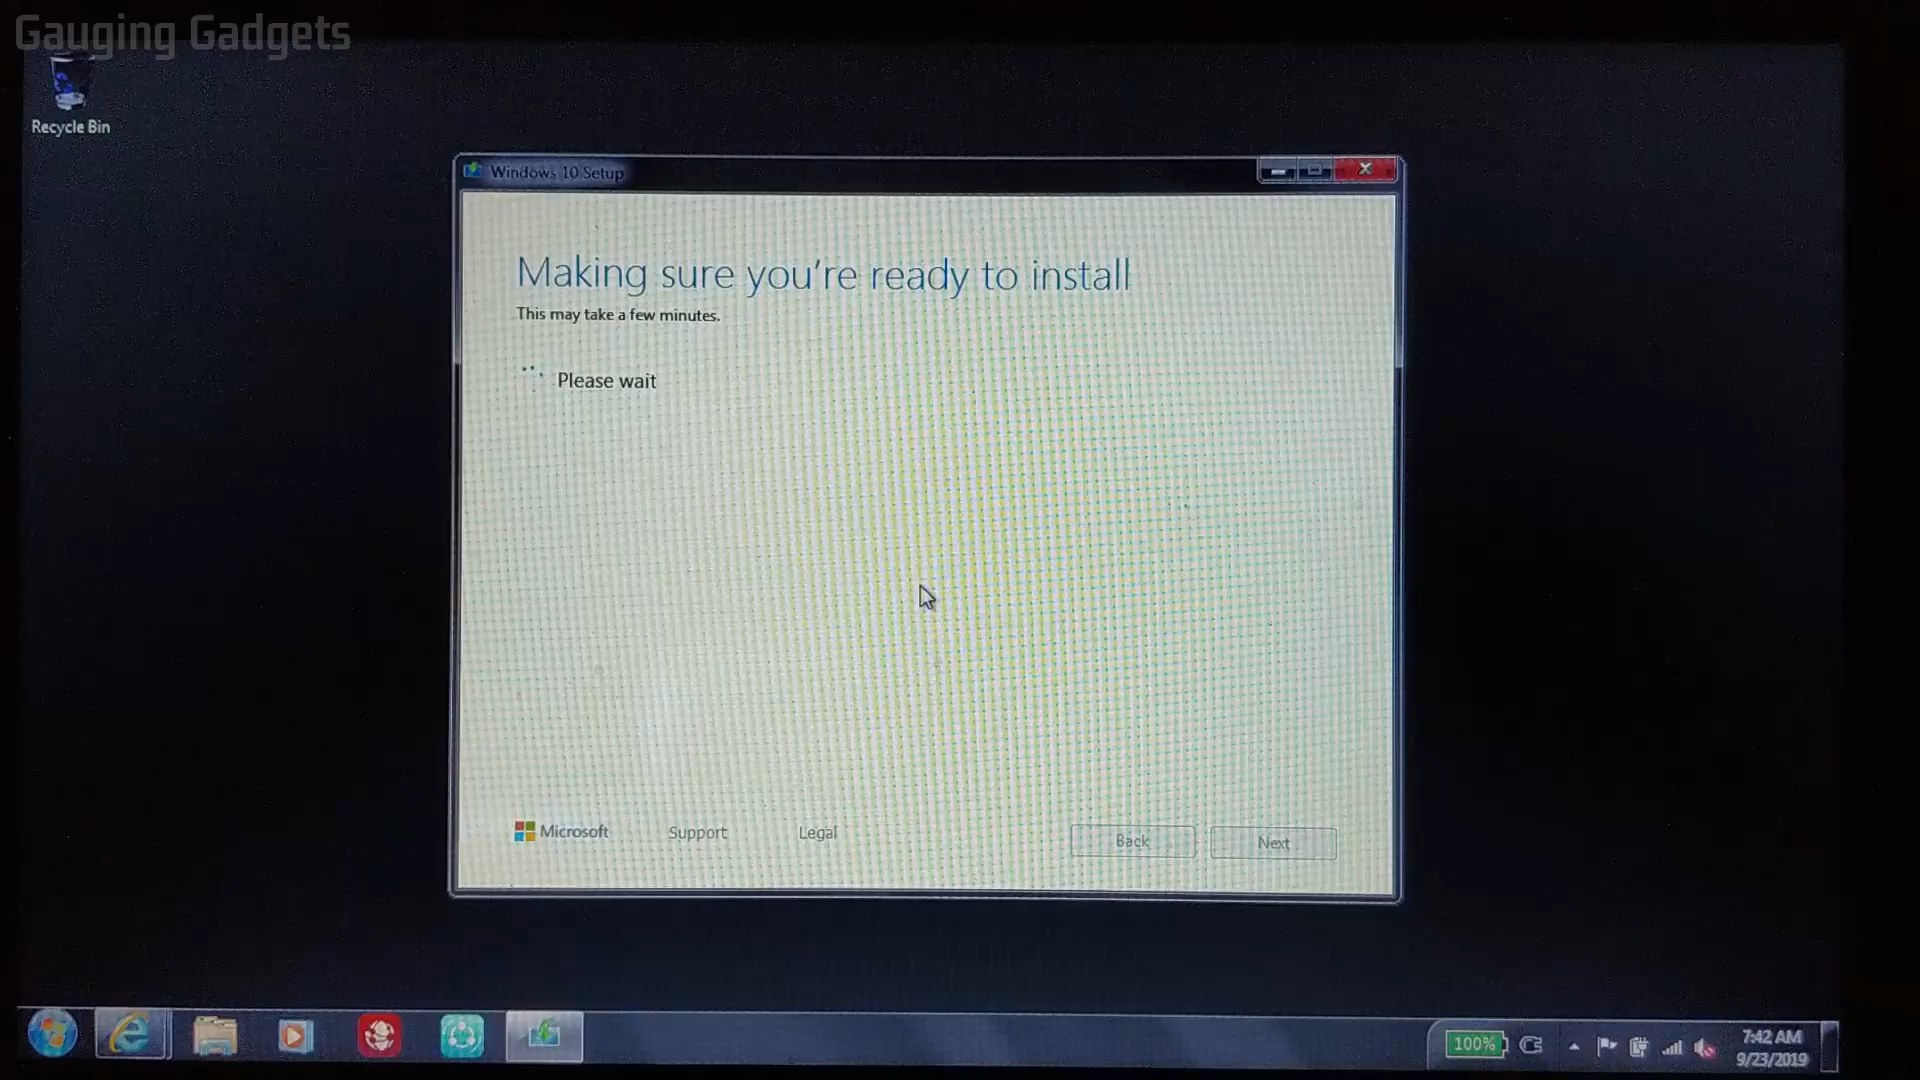 Gauging Gadgets
Recycle Bin
Windows 10 Setup
Making sure you're ready to install
This may take a few minutes.
Please wait
Microsoft
Support
Legal
Back
Next
100%
7:42 AM
9/23/2019